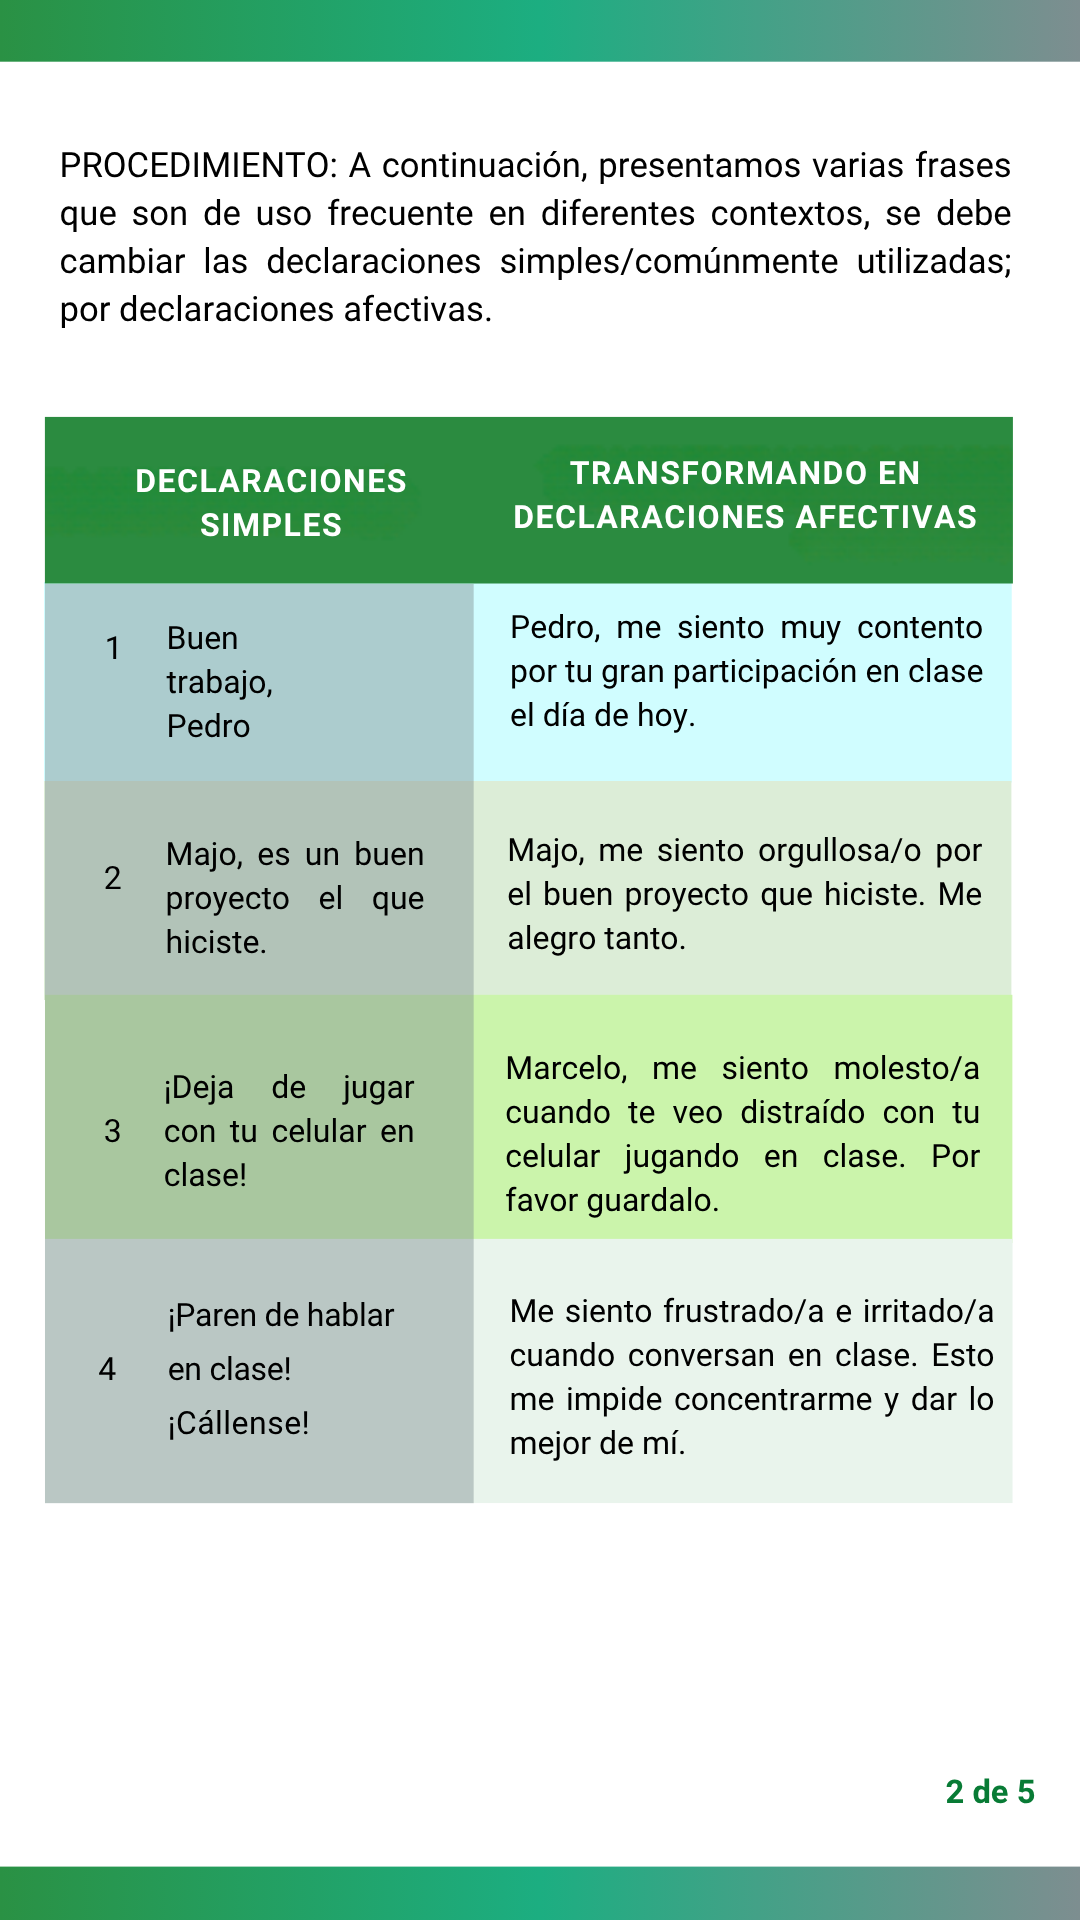 PROCEDIMIENTO: A continuación, presentamos varias frases
que son de uso frecuente en diferentes contextos, se debe
cambiar las declaraciones simples/comúnmente utilizadas;
por declaraciones afectivas.
DECLARACIONES
SIMPLES
TRANSFORMANDO EN
DECLARACIONES AFECTIVAS
1
Buen
trabajo,
Pedro
Pedro, me siento muy contento
por tu gran participación en clase
el día de hoy.
2
Majo, es un buen
proyecto el que
hiciste.
Majo, me siento orgullosa/o por
el buen proyecto que hiciste. Me
alegro tanto.
3
¡Deja de jugar
con tu celular en
clase!
Marcelo, me siento molesto/a
cuando te veo distraído con tu
celular jugando en clase. Por
favor guardalo.
4
¡Paren de hablar
en clase!
¡Cállense!
Me siento frustrado/a e irritado/a
cuando conversan en clase. Esto
me impide concentrarme y dar lo
mejor de mí.
2 de 5